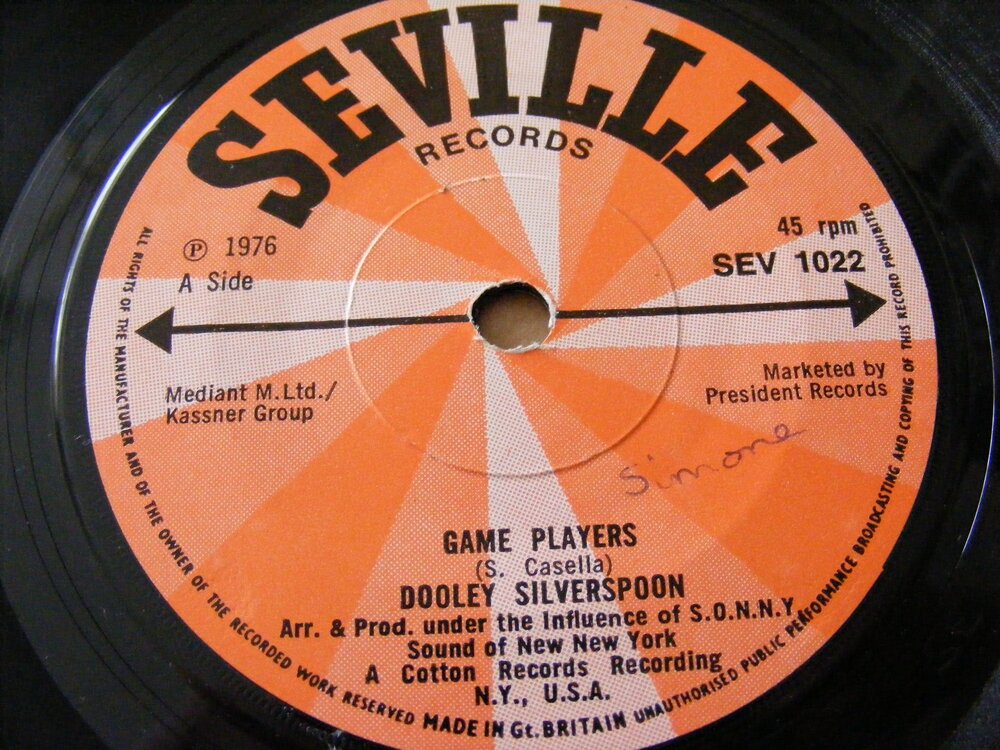 SEVILLE
RECORDS
℗ 1976
A Side
45 rpm
SEV 1022
Mediant M.Ltd./
Kassner Group
Marketed by
President Records
Simone
GAME PLAYERS
(S. Casella)
DOOLEY SILVERSPOON
Arr. & Prod. under the Influence of S.O.N.N.Y.
Sound of New New York
A Cotton Records Recording
N.Y., U.S.A.
ALL RIGHTS OF THE MANUFACTURER AND OF THE OWNER OF THE RECORDED WORK RESERVED MADE IN Gt. BRITAIN UNAUTHORISED PUBLIC PERFORMANCE BROADCASTING AND COPYING OF THIS RECORD PROHIBITED